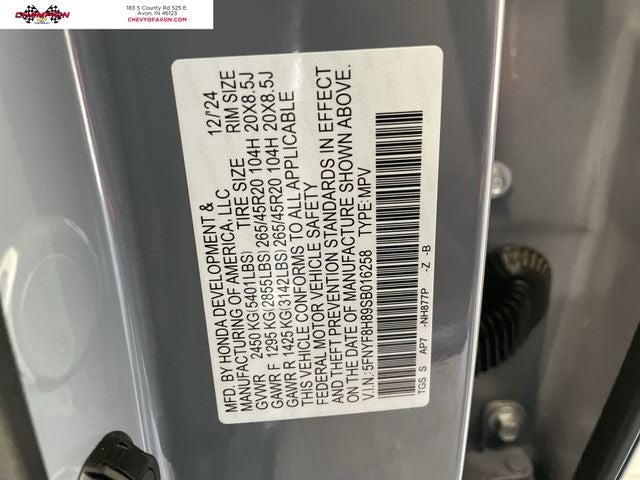 CHAMPION
183 S County Rd 525 E
Avon, IN 46123
CHEVYOFAVON.COM
MFD. BY HONDA DEVELOPMENT & 12/24
MANUFACTURING OF AMERICA, LLC
TIRE SIZE RIM SIZE
GVWR 2450 KG(5401LBS)
GAWR F 1295 KG(2855LBS) 265/45R20 104H 20X8.5J
GAWR R 1425 KG(3142LBS) 265/45R20 104H 20X8.5J
THIS VEHICLE CONFORMS TO ALL APPLICABLE
FEDERAL MOTOR VEHICLE SAFETY
AND THEFT PREVENTION STANDARDS IN EFFECT
ON THE DATE OF MANUFACTURE SHOWN ABOVE.
V.I.N.:5FNYF8H89SB016258 TYPE:MPV
TGS S AP7 -NH877P -Z -B